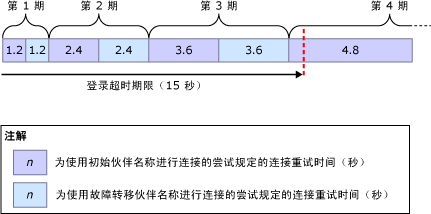 第 1 期 第 2 期 第 3 期 第 4 期
1.2 1.2 2.4 2.4 3.6 3.6 4.8
登录超时期限（15 秒）
注解
n 为使用初始伙伴名称进行连接的尝试规定的连接重试时间（秒）
n 为使用故障转移伙伴名称进行连接的尝试规定的连接重试时间（秒）